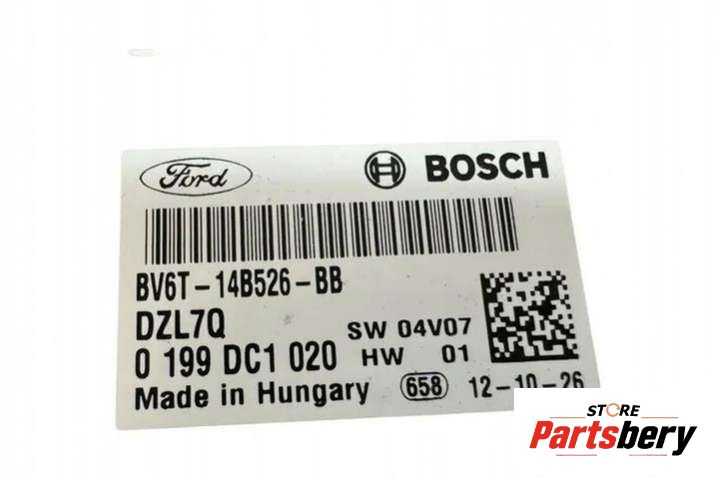 Ford BOSCH
BV6T-14B526-BB
DZL7Q
SW 04V07
0 199 DC1 020 HW 01
Made in Hungary 658 12-10-26
STORE
Partsbery